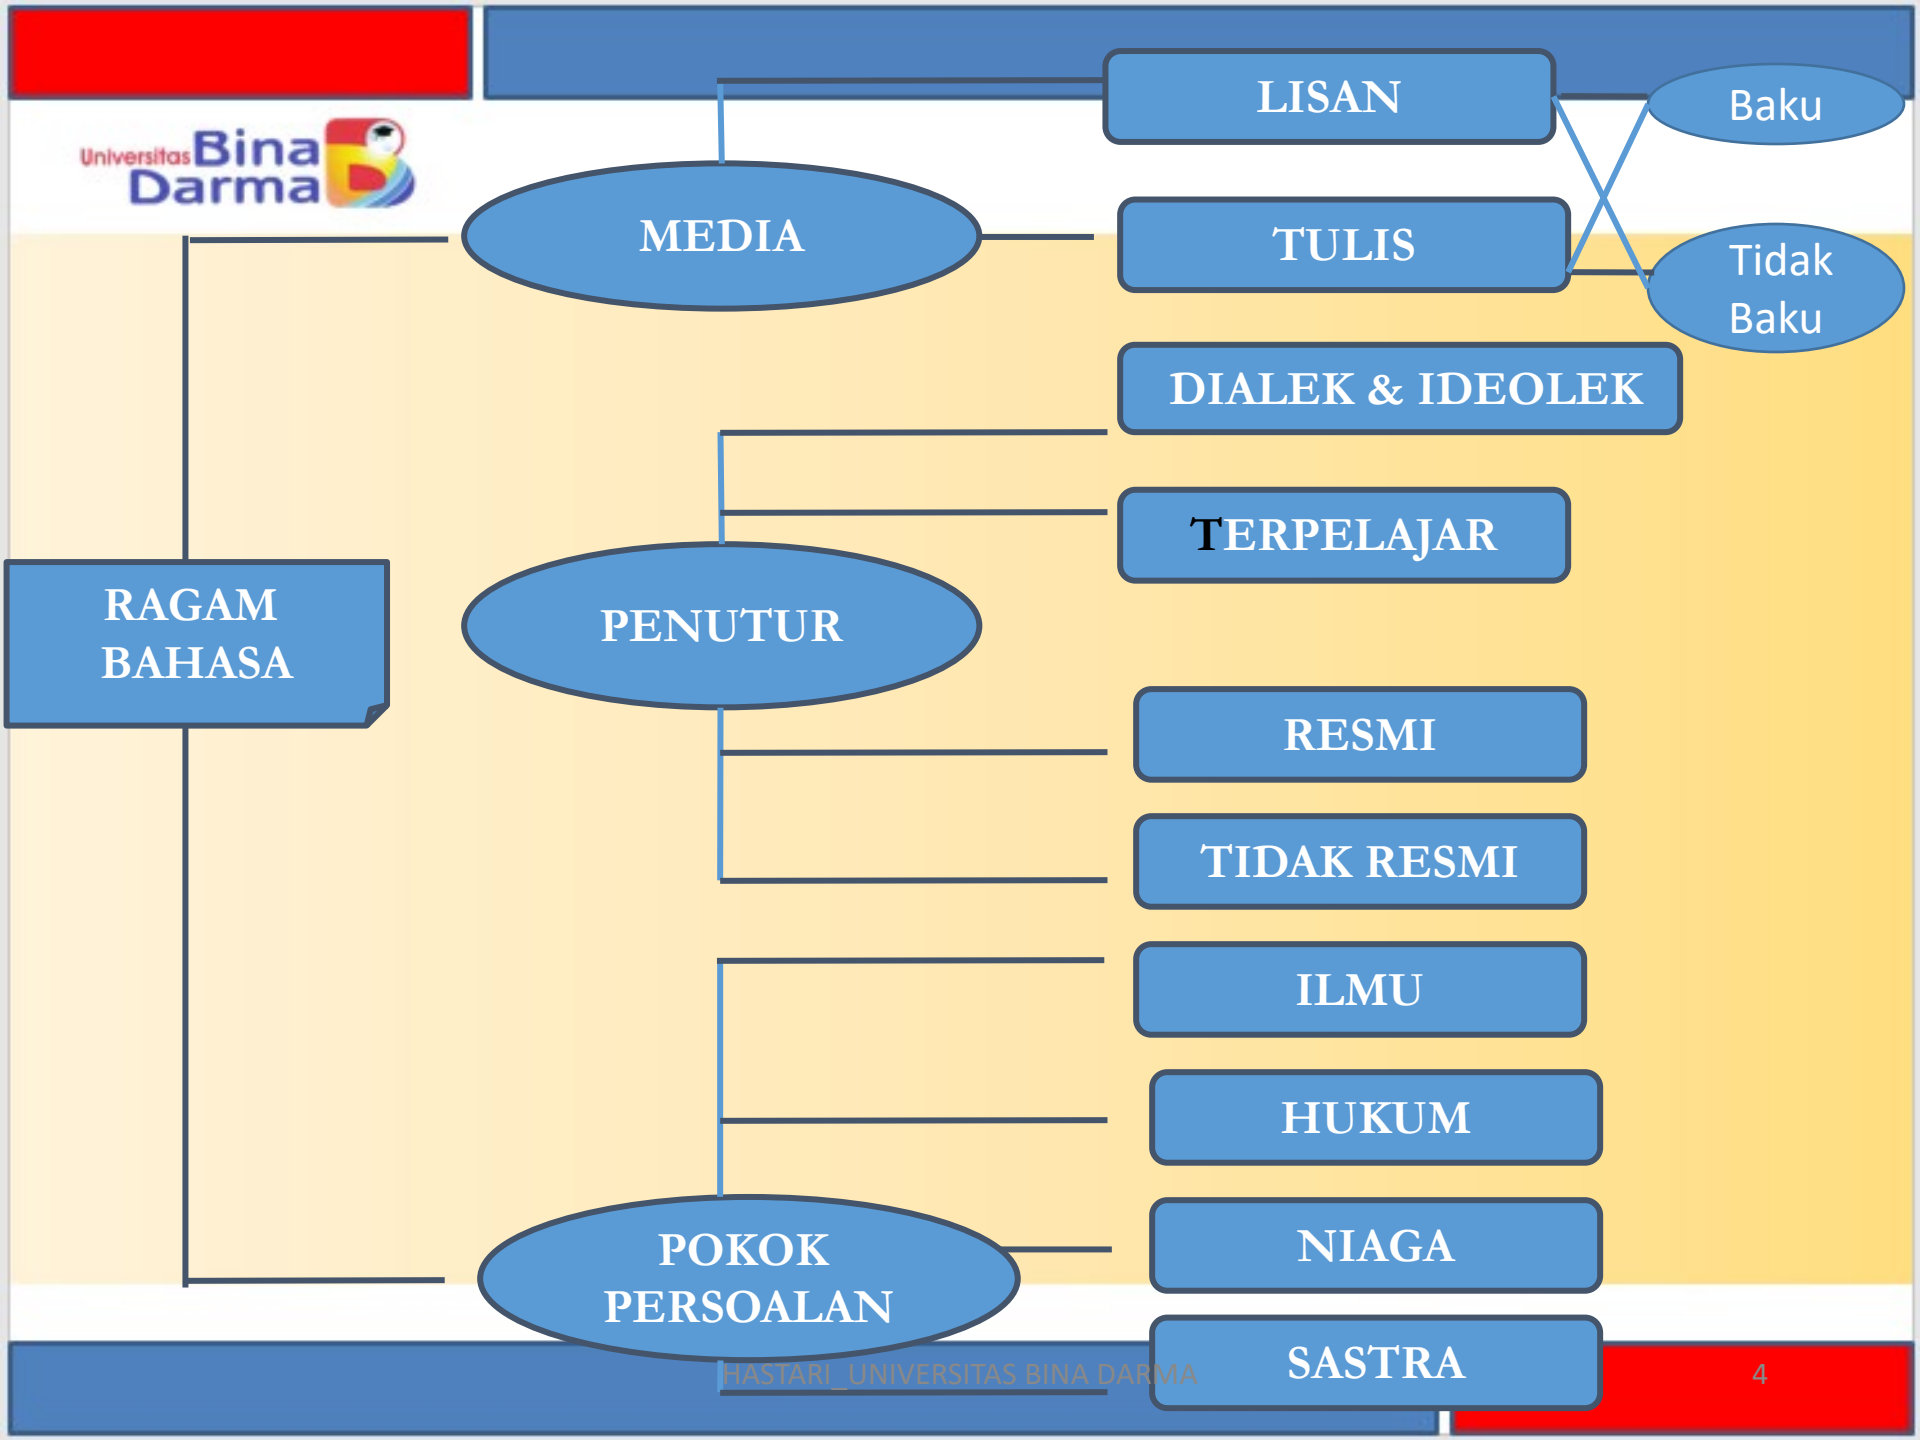 LISAN
Baku
Universitas Bina
Darma
MEDIA
TULIS
Tidak
Baku
DIALEK & IDEOLEK
TERPELAJAR
RAGAM
BAHASA
PENUTUR
RESMI
TIDAK RESMI
ILMU
HUKUM
POKOK
PERSOALAN
NIAGA
SASTRA
HASTARI_UNIVERSITAS BINA DARMA
4